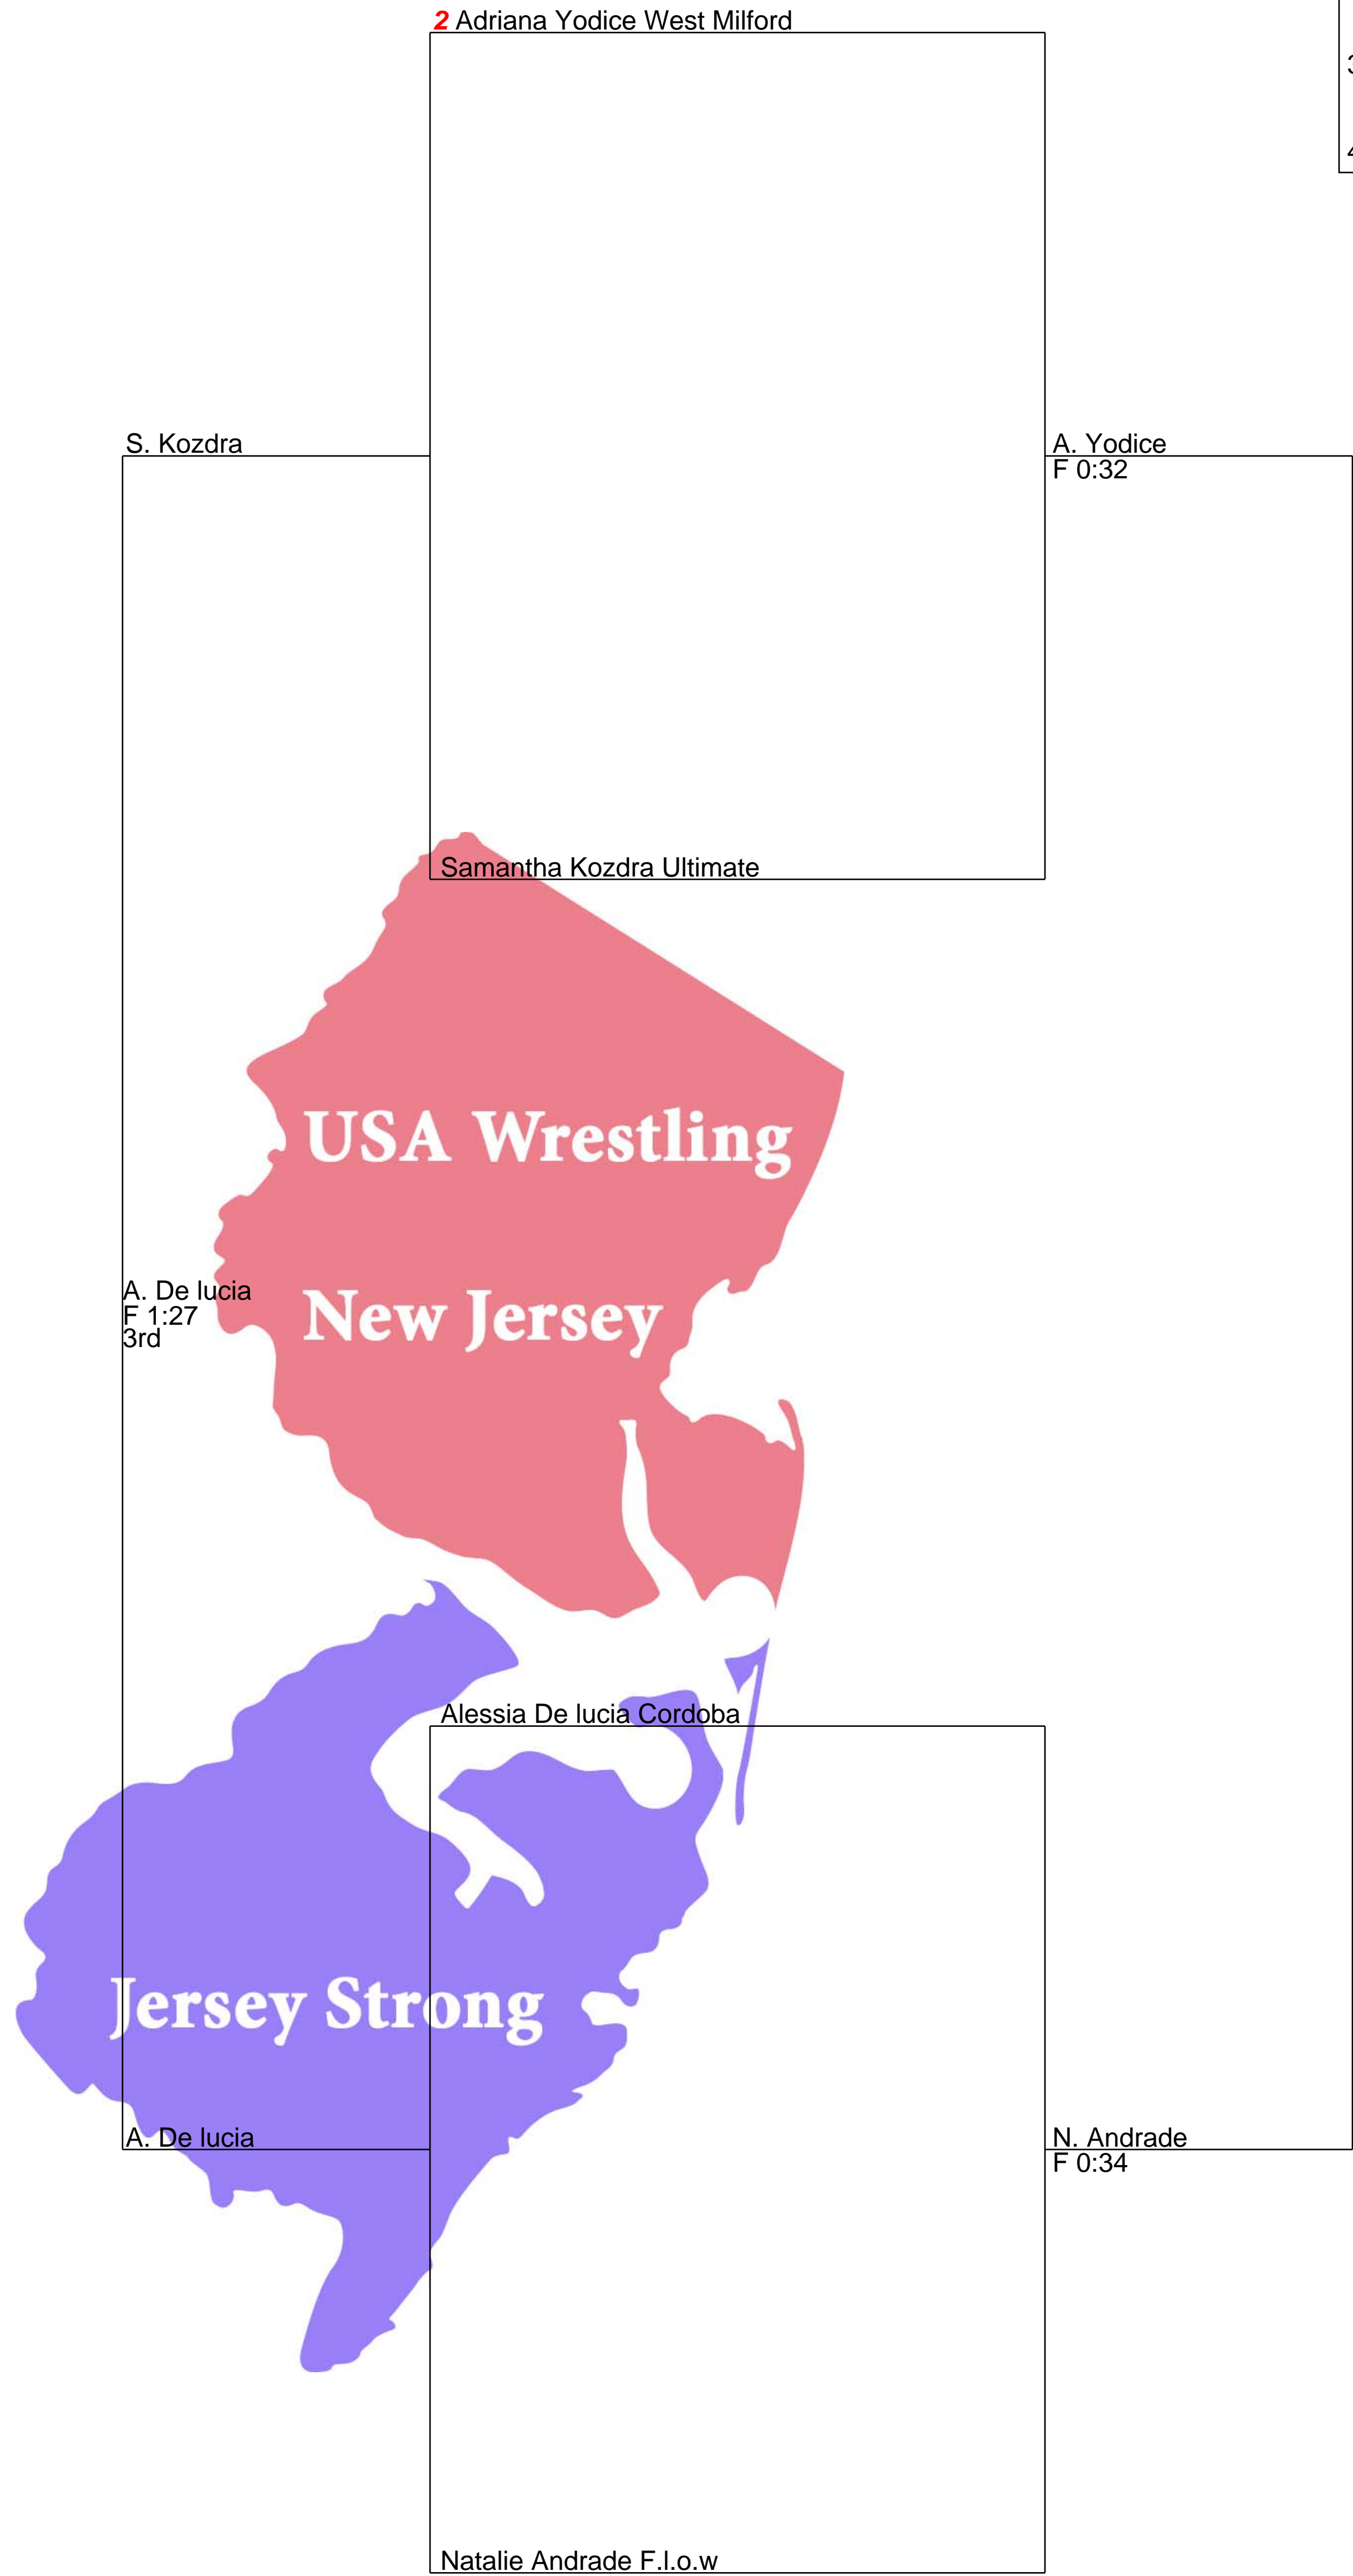 2 Adriana Yodice West Milford
S. Kozdra
A. Yodice
F 0:32
Samantha Kozdra Ultimate
USA Wrestling
New Jersey
A. De lucia
F 1:27
3rd
Alessia De lucia Cordoba
Jersey Strong
A. De lucia
N. Andrade
F 0:34
Natalie Andrade F.l.o.w